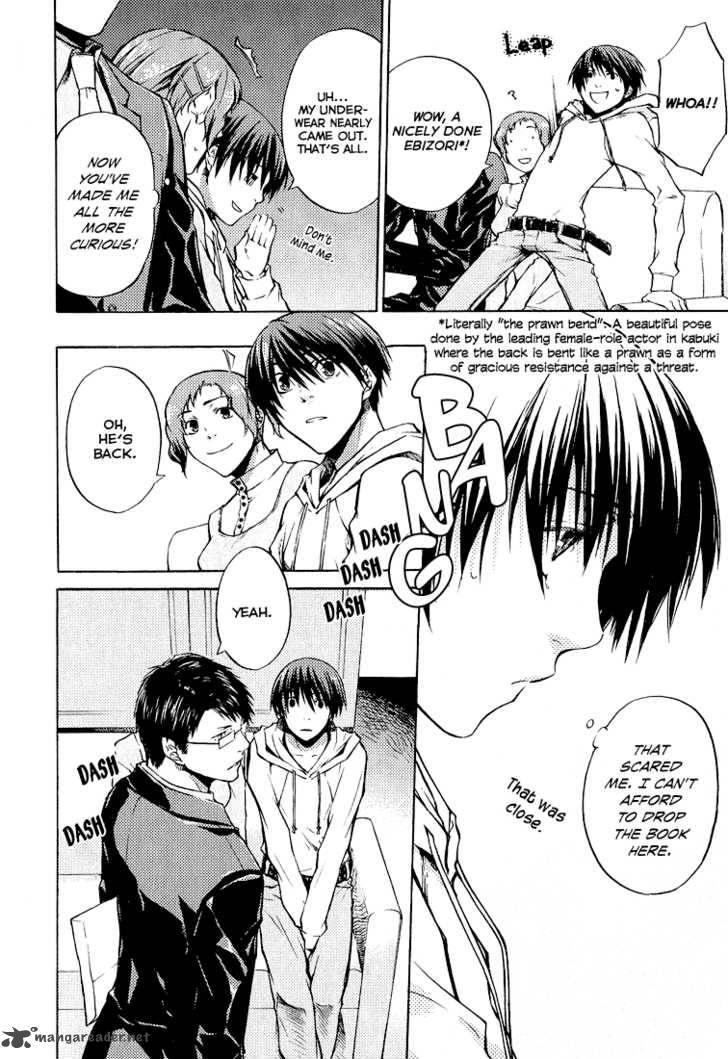 WHOA!!
Leap
?
WOW, A
NICELY DONE
EBIZORI*!
UH...
MY UNDER-
WEAR NEARLY
CAME OUT.
THAT'S ALL.
Don't
Mind Me.
NOW
YOU'VE
MADE ME
ALL THE
MORE
CURIOUS!
*Literally "the prawn bend". A beautiful pose
done by the leading female-role actor in kabuki
where the back is bent like a prawn as a form
of gracious resistance against a threat.
BANG
THAT
SCARED
ME. I CAN'T
AFFORD
TO DROP
THE BOOK
HERE.
That was
close.
OH,
HE'S
BACK.
DASH
DASH
DASH
YEAH.
DASH
DASH
mangareader.net